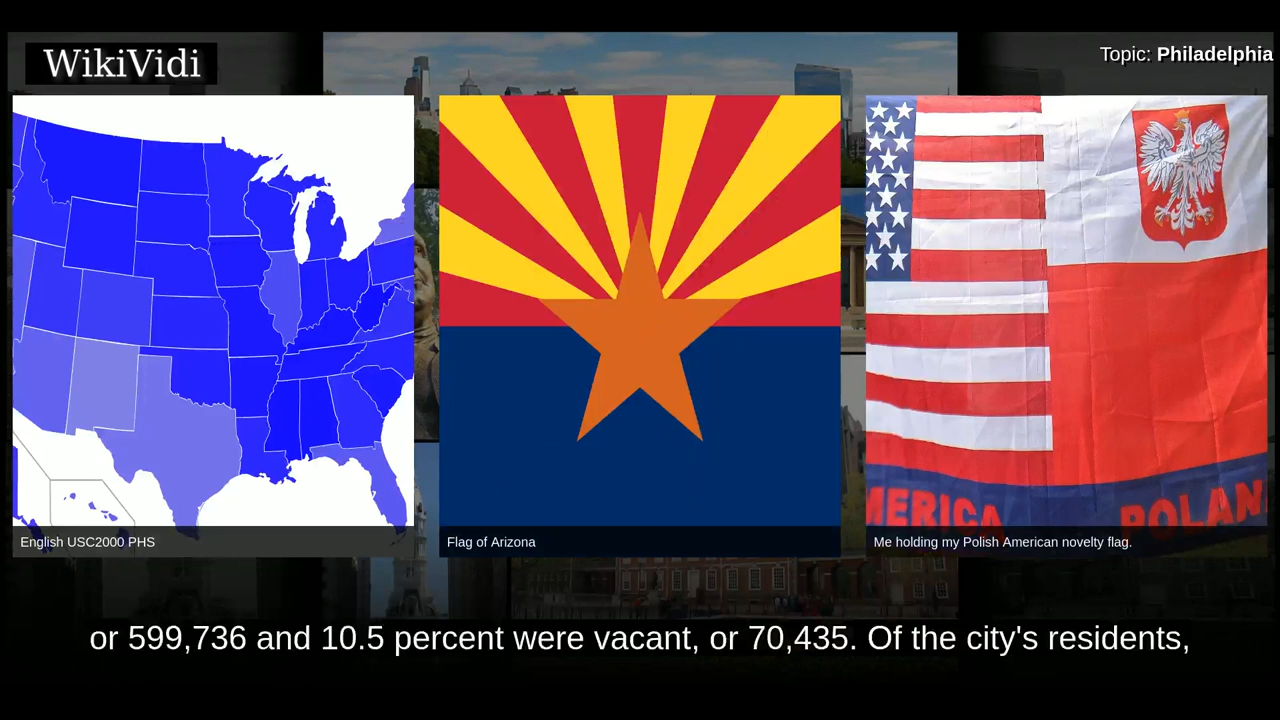 WikiVidi
Topic: Philadelphia
MERICA
POLAN
English USC2000 PHS
Flag of Arizona
Me holding my Polish American novelty flag.
or 599,736 and 10.5 percent were vacant, or 70,435. Of the city's residents,